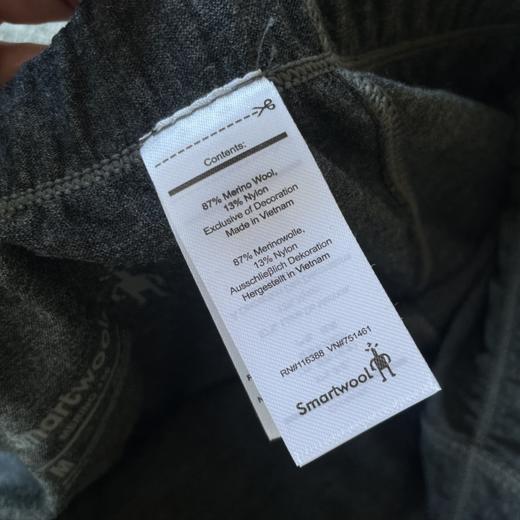 Contents:
87% Merino Wool,
13% Nylon
Exclusive of Decoration
Made in Vietnam
87% Merinowolle,
13% Nylon
Ausschließlich Dekoration
Hergestellt in Vietnam
RN#116388 VN#751461
Smartwool
smartwool
M